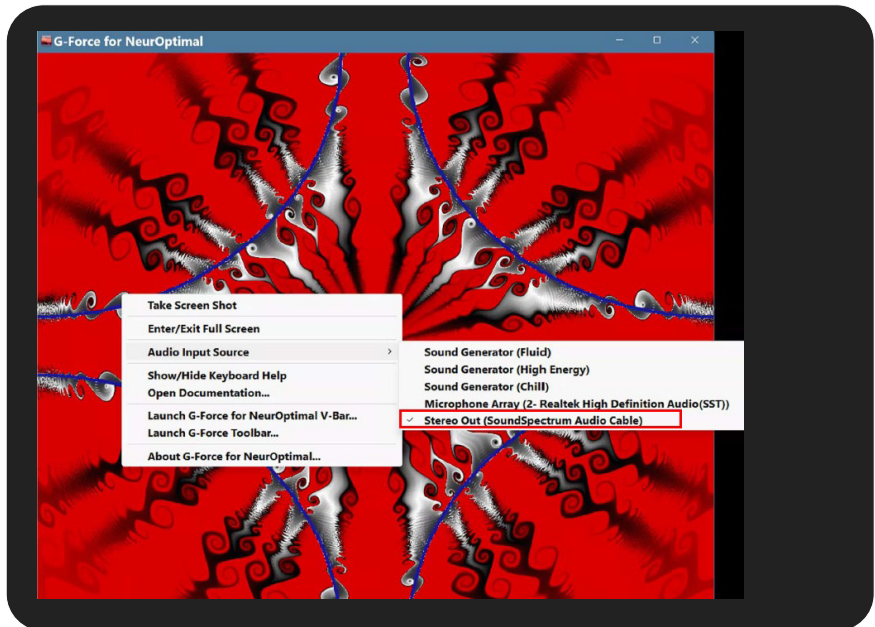 G-Force for NeurOptimal
Take Screen Shot
Enter/Exit Full Screen
Audio Input Source
Show/Hide Keyboard Help
Open Documentation...
Launch G-Force for NeurOptimal V-Bar...
Launch G-Force Toolbar...
About G-Force for NeurOptimal...
Sound Generator (Fluid)
Sound Generator (High Energy)
Sound Generator (Chill)
Microphone Array (2- Realtek High Definition Audio(SST))
Stereo Out (SoundSpectrum Audio Cable)